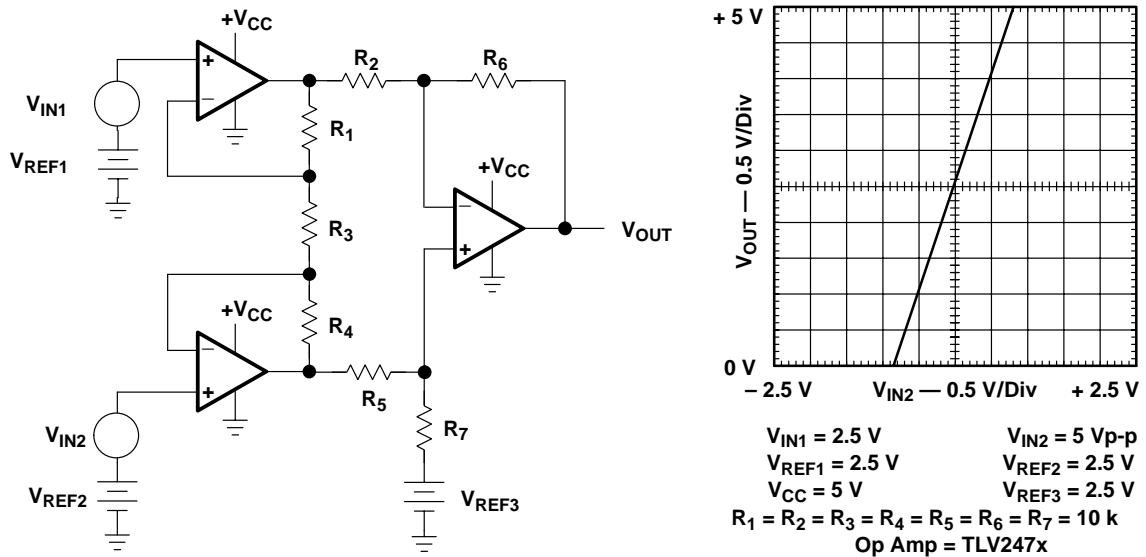 +VCC
R2
R6
+
–
VIN1
R1
VREF1
+VCC
–
R3
VOUT
+
+VCC
R4
–
+
R5
VIN2
R7
VREF2
VREF3
+ 5 V
VOUT — 0.5 V/Div
0 V
– 2.5 V VIN2 — 0.5 V/Div + 2.5 V
VIN1 = 2.5 V VIN2 = 5 Vp-p
VREF1 = 2.5 V VREF2 = 2.5 V
VCC = 5 V VREF3 = 2.5 V
R1 = R2 = R3 = R4 = R5 = R6 = R7 = 10 k
Op Amp = TLV247x